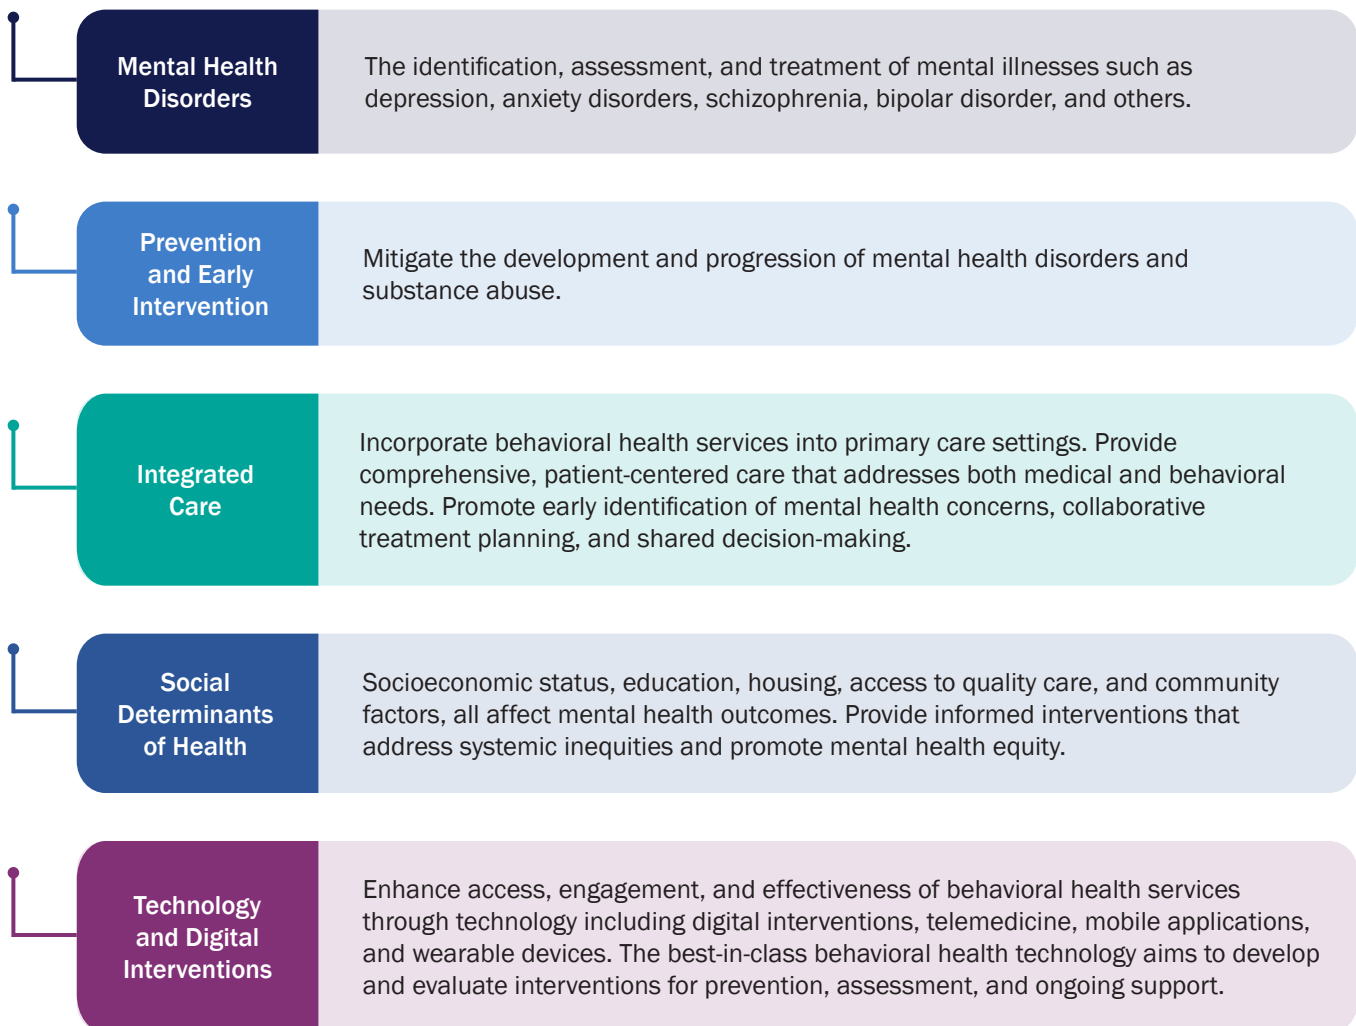 Mental Health
Disorders
The identification, assessment, and treatment of mental illnesses such as
depression, anxiety disorders, schizophrenia, bipolar disorder, and others.
Prevention
and Early
Intervention
Mitigate the development and progression of mental health disorders and
substance abuse.
Integrated
Care
Incorporate behavioral health services into primary care settings. Provide
comprehensive, patient-centered care that addresses both medical and behavioral
needs. Promote early identification of mental health concerns, collaborative
treatment planning, and shared decision-making.
Social
Determinants
of Health
Socioeconomic status, education, housing, access to quality care, and community
factors, all affect mental health outcomes. Provide informed interventions that
address systemic inequities and promote mental health equity.
Technology
and Digital
Interventions
Enhance access, engagement, and effectiveness of behavioral health services
through technology including digital interventions, telemedicine, mobile applications,
and wearable devices. The best-in-class behavioral health technology aims to develop
and evaluate interventions for prevention, assessment, and ongoing support.